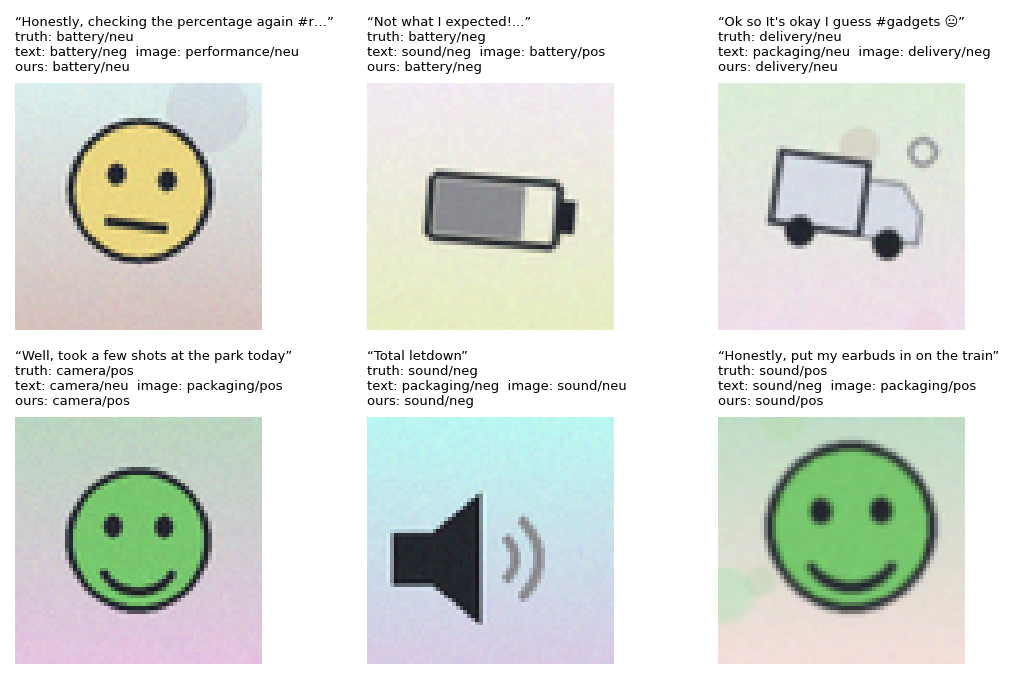 “Honestly, checking the percentage again #r...”
truth: battery/neu
text: battery/neu image: performance/neu
ours: battery/neu
“Not what I expected!...”
truth: battery/neg
text: sound/neg image: battery/pos
ours: battery/neg
“Ok so It's okay I guess #gadgets 😐”
truth: delivery/neu
text: packaging/neu image: delivery/neg
ours: delivery/neu
“Well, took a few shots at the park today”
truth: camera/pos
text: camera/neu image: packaging/pos
ours: camera/pos
“Total letdown”
truth: sound/neg
text: packaging/neg image: sound/neu
ours: sound/neg
“Honestly, put my earbuds in on the train”
truth: sound/pos
text: sound/neg image: packaging/pos
ours: sound/pos